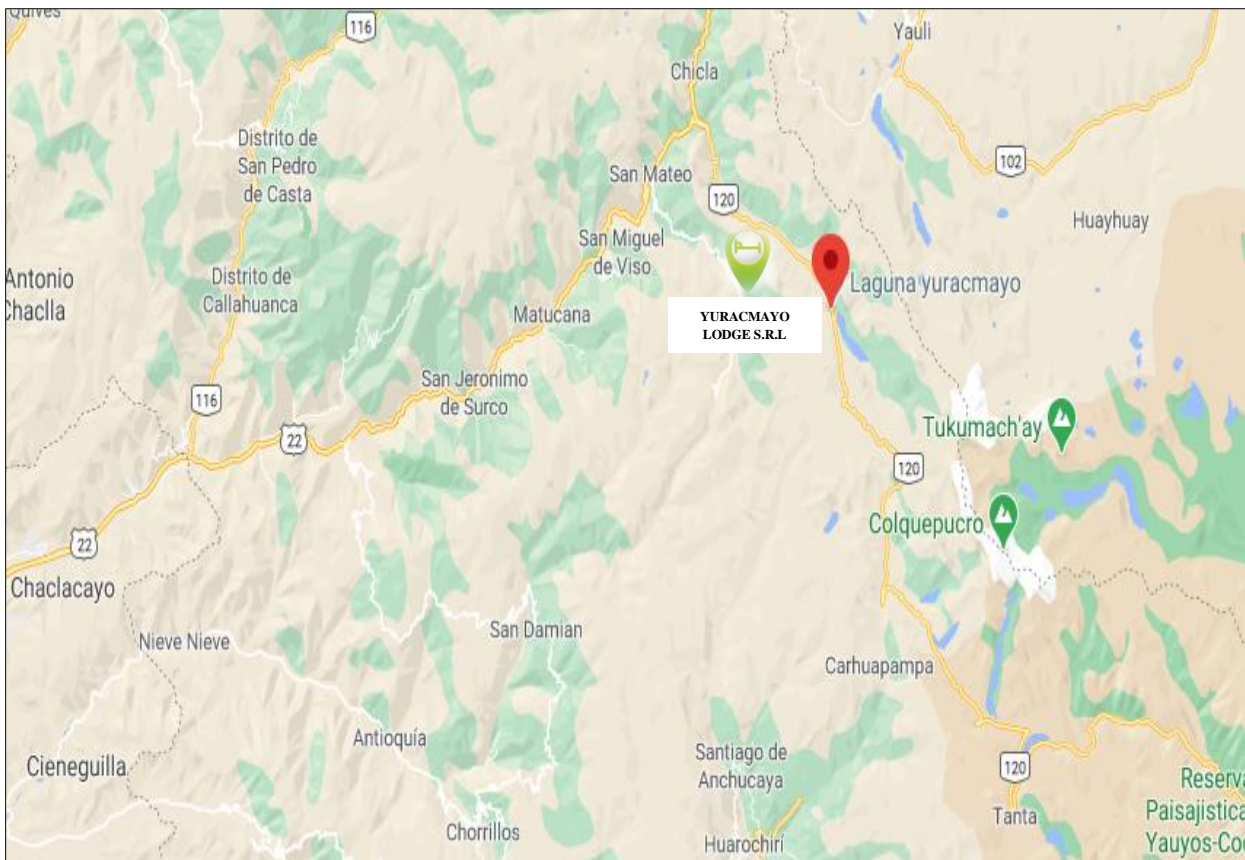 Quives
116
Yauli
Chicla
Distrito de
San Pedro
de Casta
102
San Mateo
120
Huayhuay
San Miguel
de Viso
Antonio
Chaclla
Distrito de
Callahuanca
Laguna yuracmayo
YURACMAYO
LODGE S.R.L
Matucana
San Jeronimo
de Surco
116
22
Tukumach'ay
120
Colquepucro
22
Chaclacayo
Nieve Nieve
San Damian
Carhuapampa
Antioquía
Santiago de
Anchucaya
Cieneguilla
120
Reserva
Paisajistica
Yauyos-Coc
Tanta
Chorrillos
Huarochirí